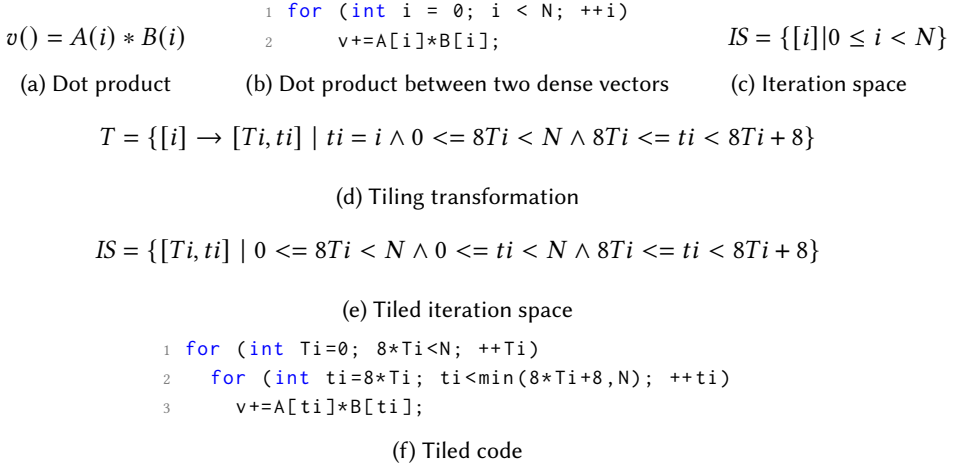 v() = A(i) ∗ B(i)
(a) Dot product
1 for (int i = 0; i < N; ++i)
2 v+=A[i]*B[i];
(b) Dot product between two dense vectors
IS = {[i]|0 ≤ i < N}
(c) Iteration space
T = {[i] → [Ti, ti] | ti = i ∧ 0 <= 8Ti < N ∧ 8Ti <= ti < 8Ti + 8}
(d) Tiling transformation
IS = {[Ti, ti] | 0 <= 8Ti < N ∧ 0 <= ti < N ∧ 8Ti <= ti < 8Ti + 8}
(e) Tiled iteration space
1 for (int Ti=0; 8*Ti<N; ++Ti)
2 for (int ti=8*Ti; ti<min(8*Ti+8,N); ++ti)
3 v+=A[ti]*B[ti];
(f) Tiled code